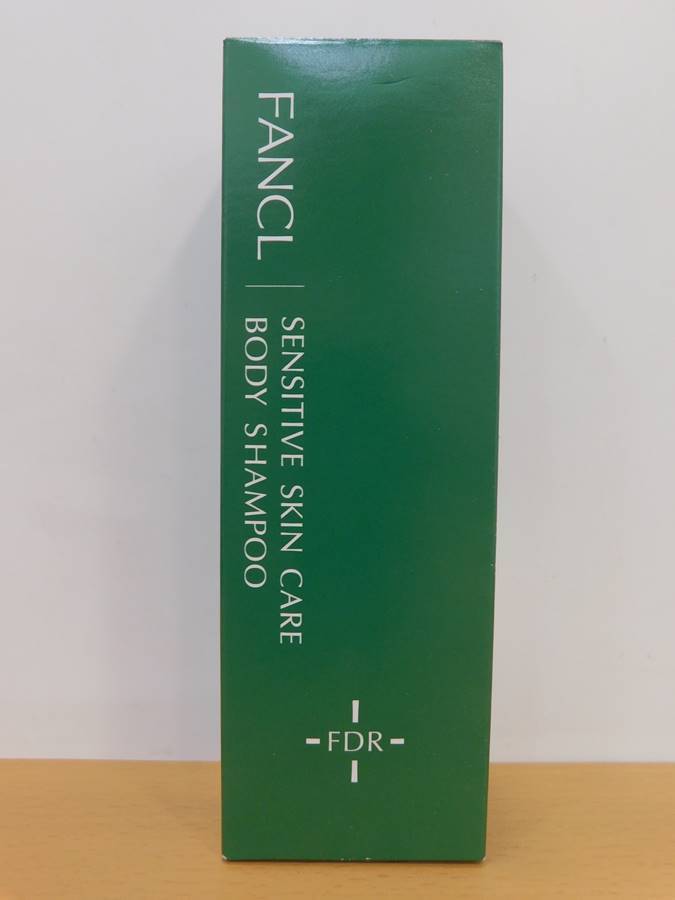 FANCL
SENSITIVE SKIN CARE
BODY SHAMPOO
FDR